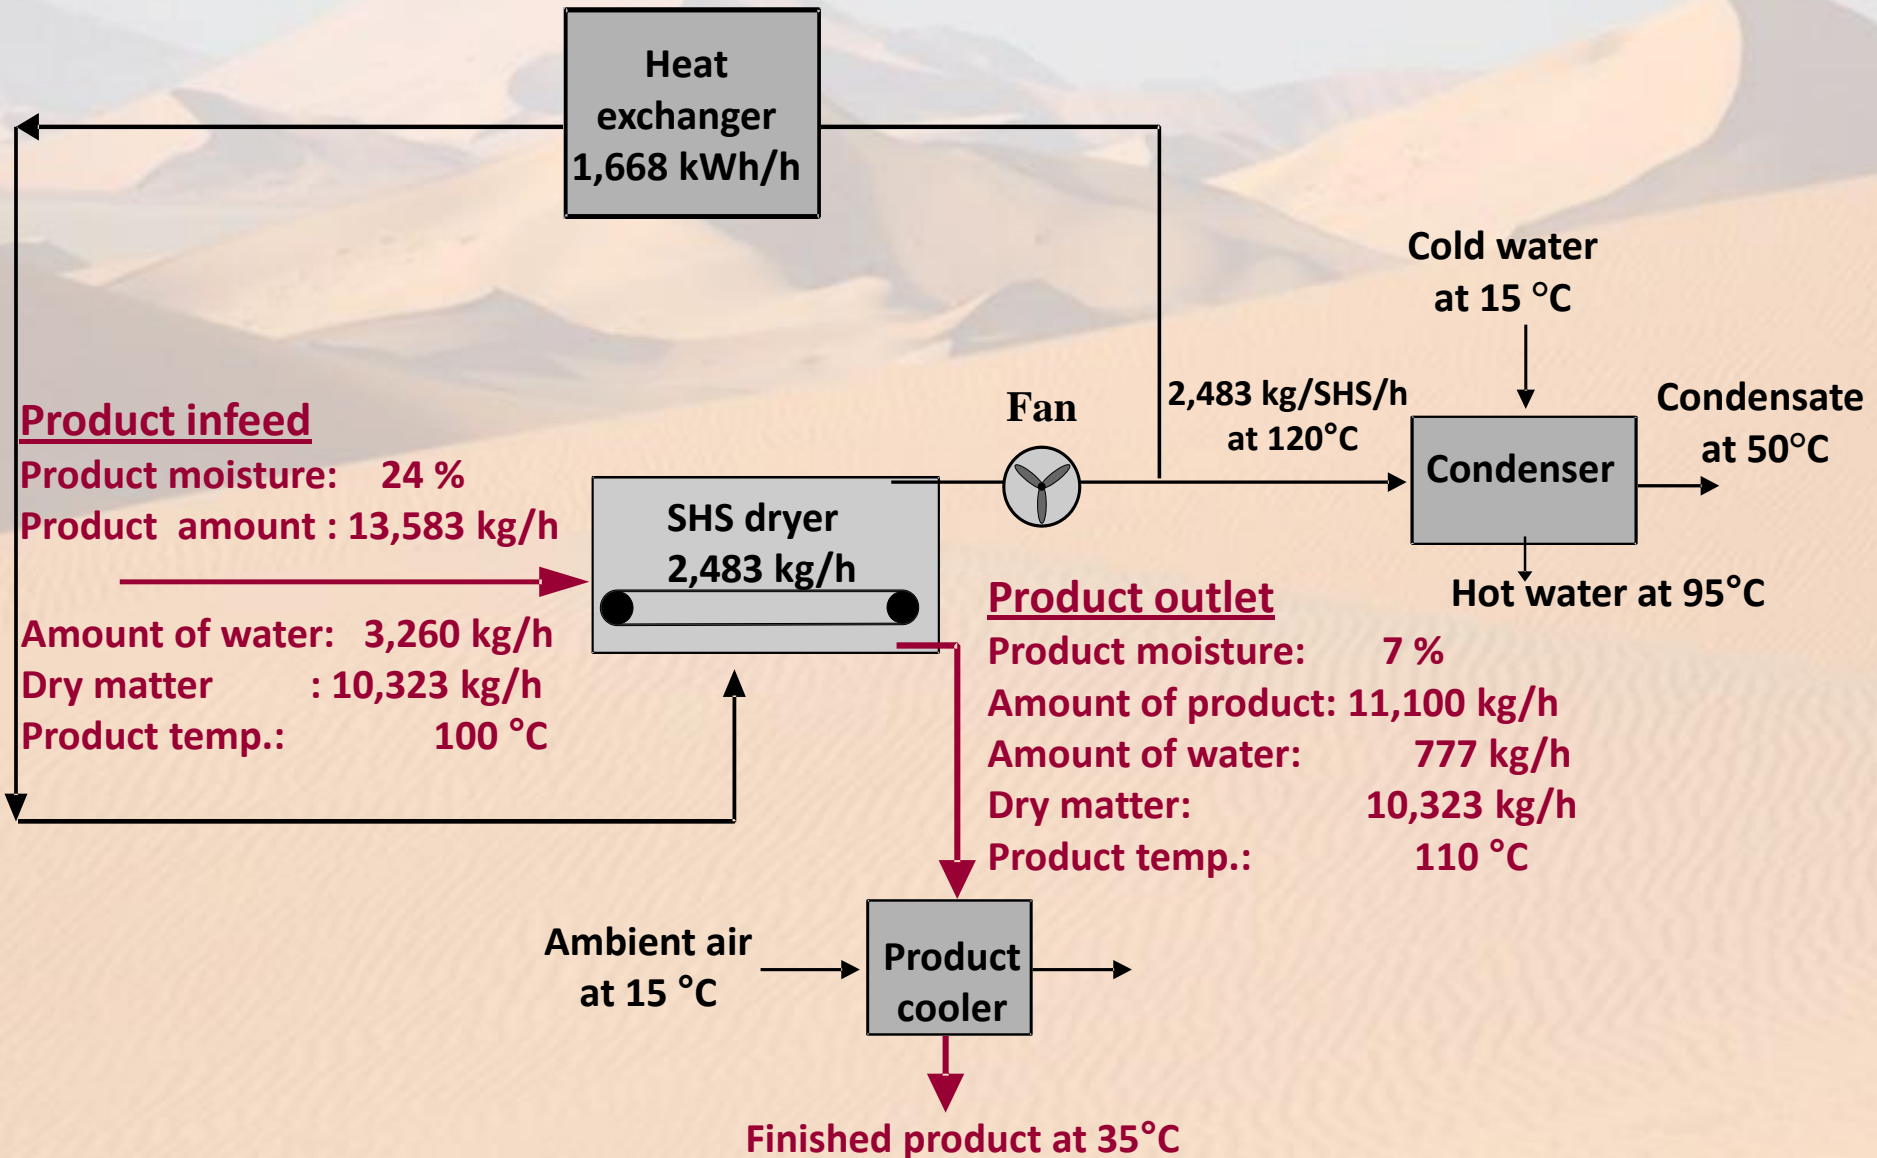 Heat
exchanger
1,668 kWh/h
Cold water
at 15 °C
Product infeed
Product moisture: 24 %
Product amount : 13,583 kg/h
Amount of water: 3,260 kg/h
Dry matter : 10,323 kg/h
Product temp.: 100 °C
SHS dryer
2,483 kg/h
Fan
2,483 kg/SHS/h
at 120°C
Condenser
Condensate
at 50°C
Hot water at 95°C
Product outlet
Product moisture: 7 %
Amount of product: 11,100 kg/h
Amount of water: 777 kg/h
Dry matter: 10,323 kg/h
Product temp.: 110 °C
Ambient air
at 15 °C
Product
cooler
Finished product at 35°C